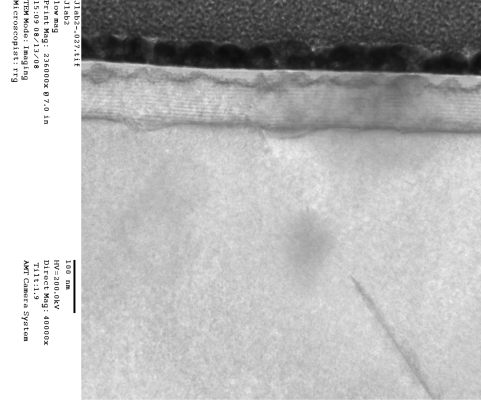 Jlab2-.027.tif
Jlab2
low mag
Print Mag: 236000x @ 7.0 in
15:09 08/13/08
TEM Mode: Imaging
Microscopist: rrg
100 nm
HV=200.0kV
Direct Mag: 40000x
Tilt:1.9
AMT Camera System